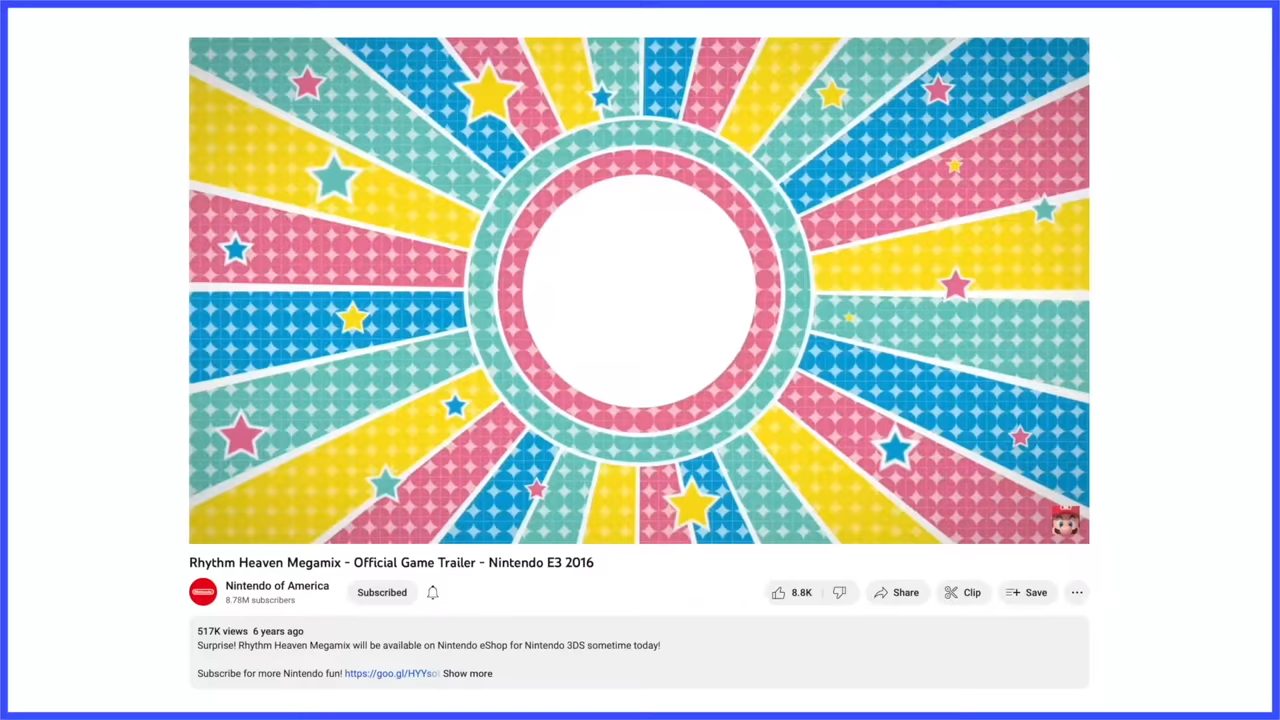 Rhythm Heaven Megamix - Official Game Trailer - Nintendo E3 2016
Nintendo of America
8.78M subscribers
Subscribed
8.8K
Share
Clip
Save
517K views 6 years ago
Surprise! Rhythm Heaven Megamix will be available on Nintendo eShop for Nintendo 3DS sometime today!
Subscribe for more Nintendo fun! https://goo.gl/HYYso Show more